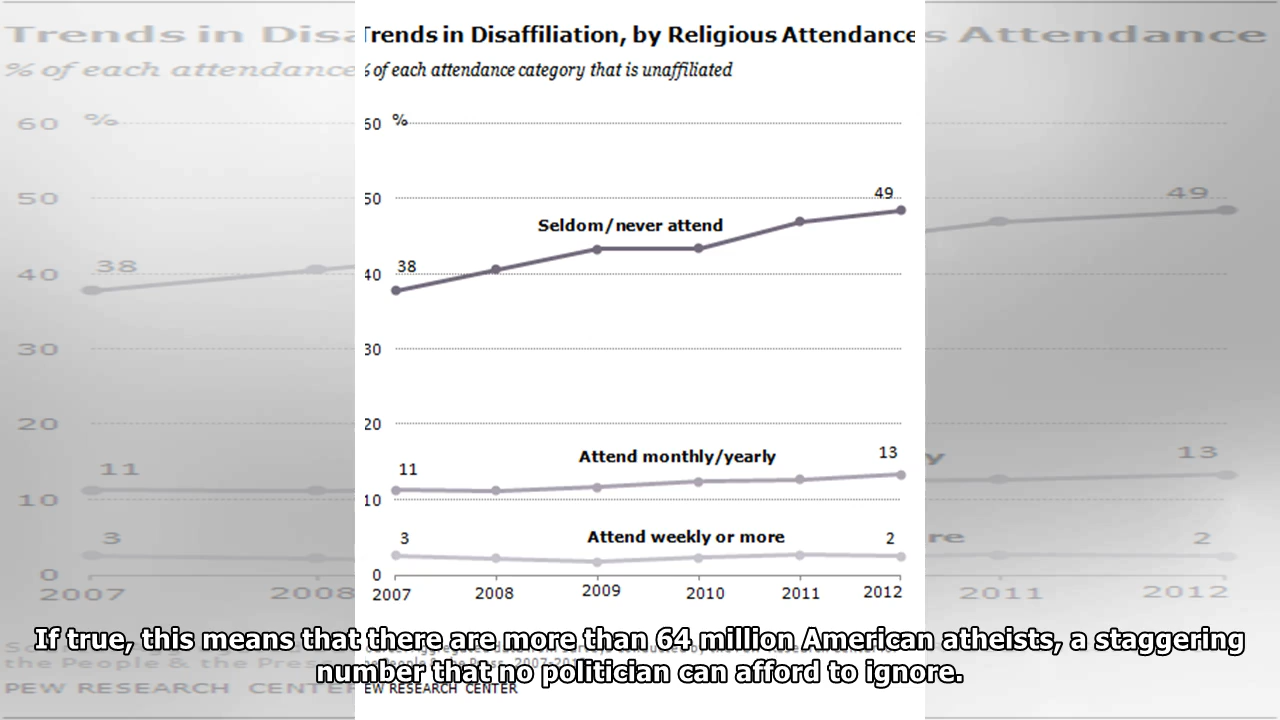 Trends in Disaffiliation, by Religious Attendance
% of each attendance category that is unaffiliated
60 %
50
49
Seldom/never attend
40
38
30
20
Attend monthly/yearly
13
11
10
Attend weekly or more
3
2
0
2007 2008 2009 2010 2011 2012
If true, this means that there are more than 64 million American atheists, a staggering
number that no politician can afford to ignore.
PEW RESEARCH CENTER